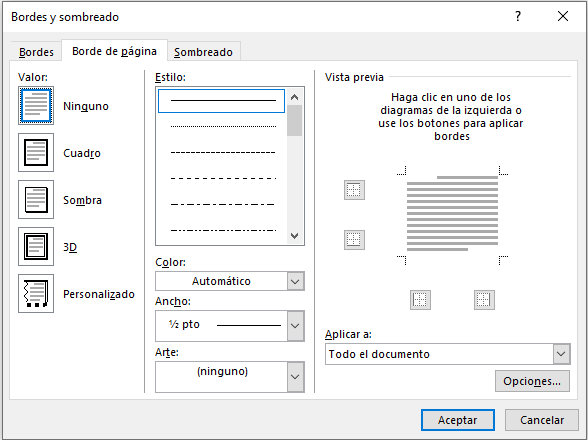 Bordes y sombreado
Bordes
Borde de página
Sombreado
Valor:
Ninguno
Cuadro
Sombra
3D
Personalizado
Estilo:
Color:
Automático
Ancho:
½ pto
Arte:
(ninguno)
Vista previa
Haga clic en uno de los
diagramas de la izquierda o
use los botones para aplicar
bordes
Aplicar a:
Todo el documento
Opciones...
Aceptar
Cancelar